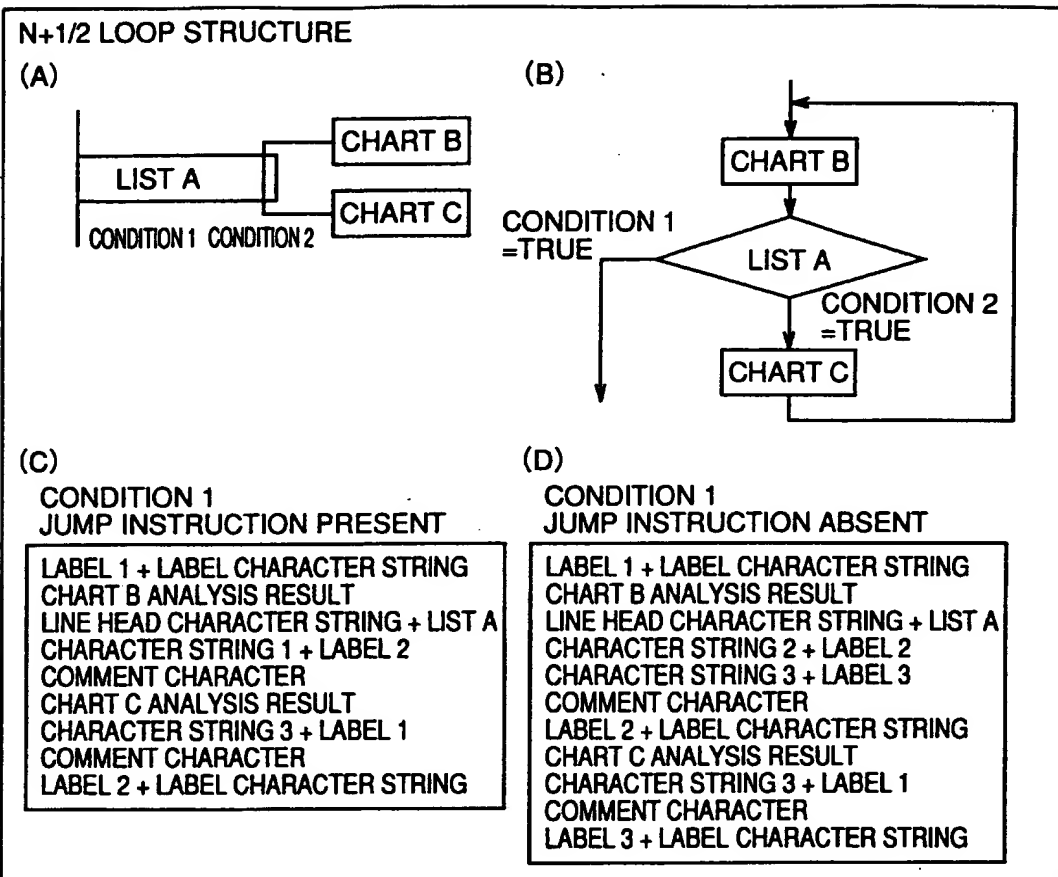 N+1/2 LOOP STRUCTURE
(A)
CHART B
LIST A
CHART C
CONDITION 1 CONDITION 2
(B)
CHART B
CONDITION 1
=TRUE
LIST A
CONDITION 2
=TRUE
CHART C
(C)
CONDITION 1
JUMP INSTRUCTION PRESENT
LABEL 1 + LABEL CHARACTER STRING
CHART B ANALYSIS RESULT
LINE HEAD CHARACTER STRING + LIST A
CHARACTER STRING 1 + LABEL 2
COMMENT CHARACTER
CHART C ANALYSIS RESULT
CHARACTER STRING 3 + LABEL 1
COMMENT CHARACTER
LABEL 2 + LABEL CHARACTER STRING
(D)
CONDITION 1
JUMP INSTRUCTION ABSENT
LABEL 1 + LABEL CHARACTER STRING
CHART B ANALYSIS RESULT
LINE HEAD CHARACTER STRING + LIST A
CHARACTER STRING 2 + LABEL 2
CHARACTER STRING 3 + LABEL 3
COMMENT CHARACTER
LABEL 2 + LABEL CHARACTER STRING
CHART C ANALYSIS RESULT
CHARACTER STRING 3 + LABEL 1
COMMENT CHARACTER
LABEL 3 + LABEL CHARACTER STRING